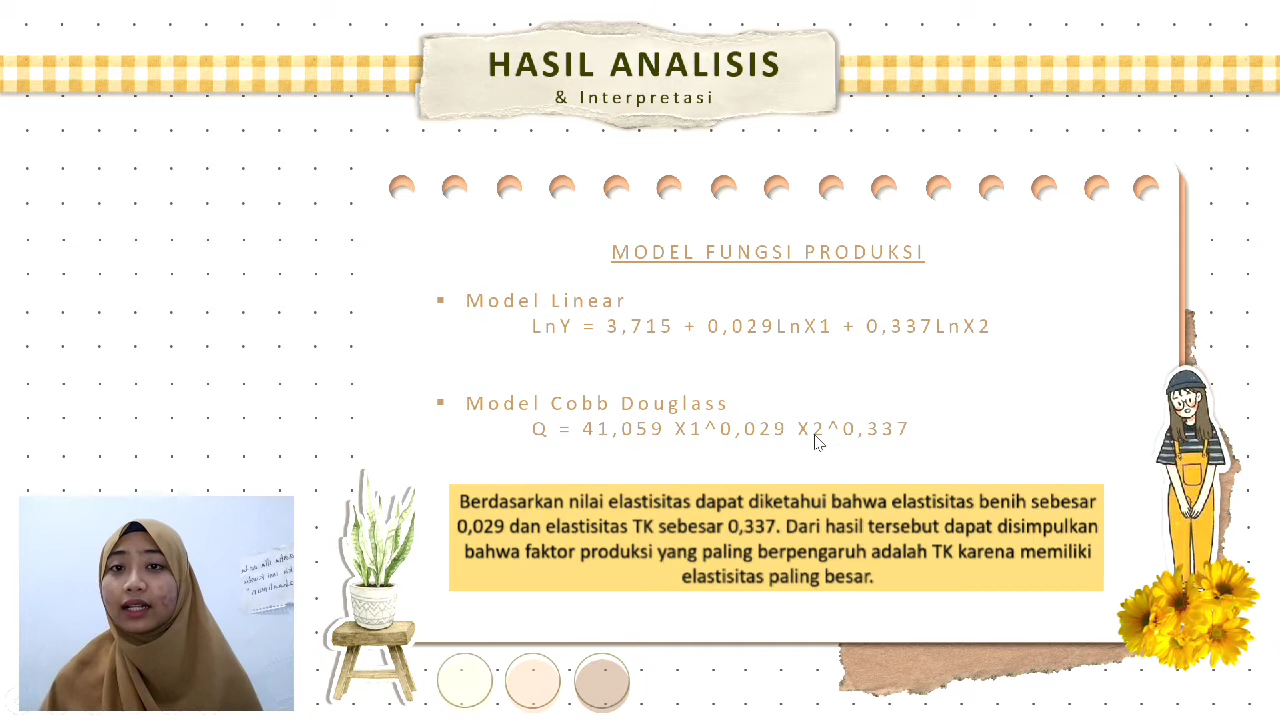 HASIL ANALISIS
& Interpretasi
MODEL FUNGSI PRODUKSI
▪ Model Linear
LnY = 3,715 + 0,029LnX1 + 0,337LnX2
▪ Model Cobb Douglass
Q = 41,059 X1^0,029 X2^0,337
Berdasarkan nilai elastisitas dapat diketahui bahwa elastisitas benih sebesar
0,029 dan elastisitas TK sebesar 0,337. Dari hasil tersebut dapat disimpulkan
bahwa faktor produksi yang paling berpengaruh adalah TK karena memiliki
elastisitas paling besar.